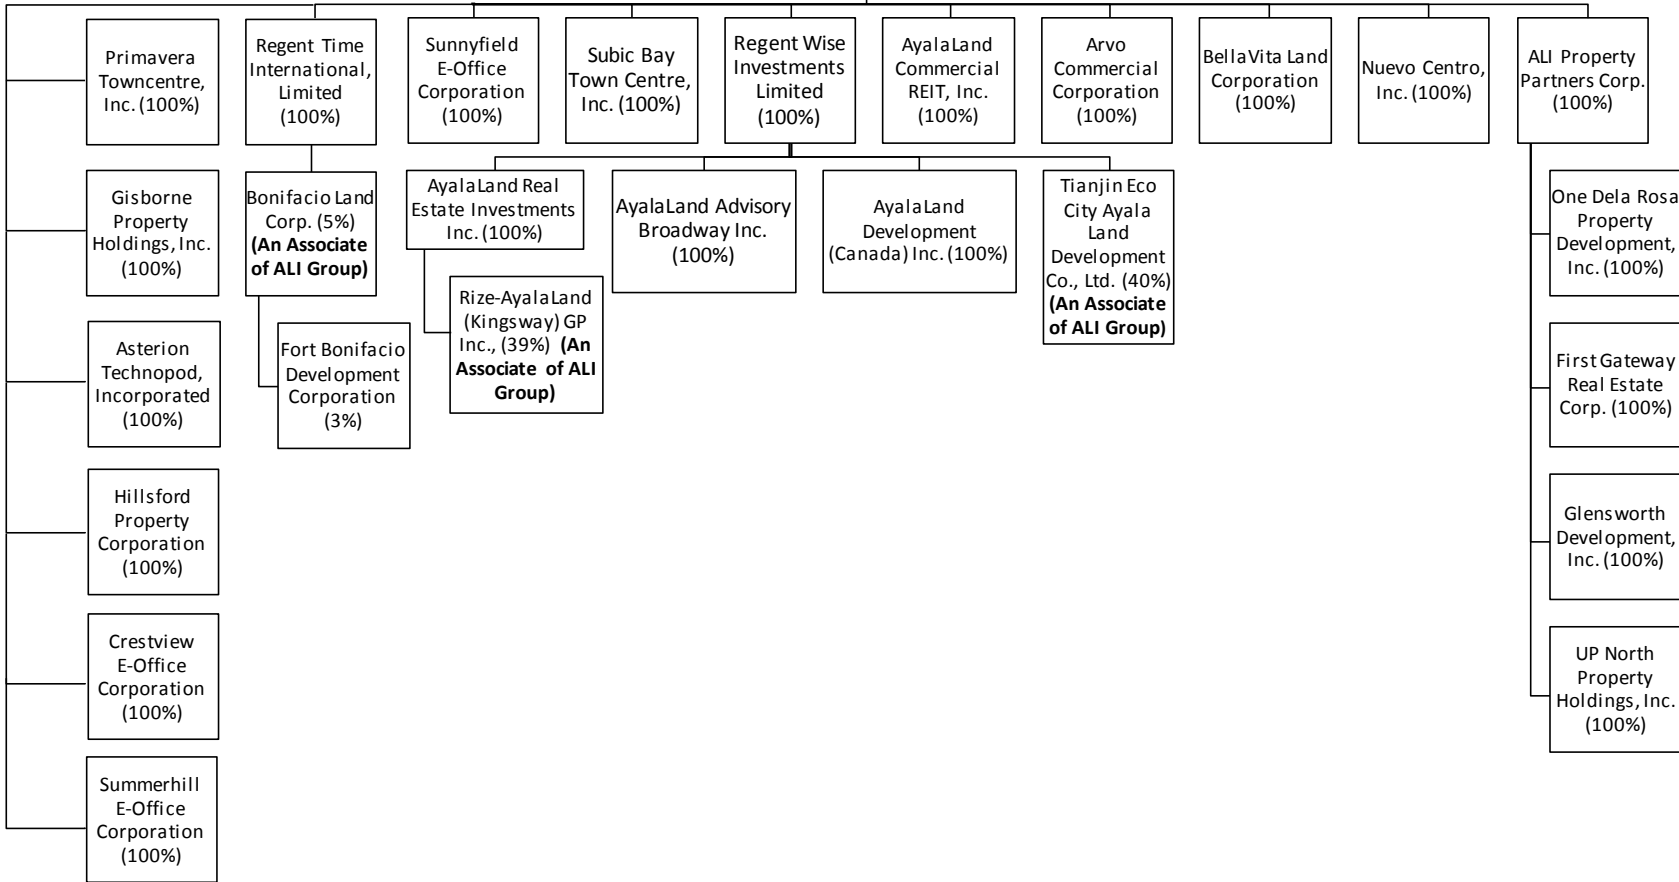 Primavera
Towncentre,
Inc. (100%)
Regent Time
International,
Limited
(100%)
Sunnyfield
E-Office
Corporation
(100%)
Subic Bay
Town Centre,
Inc. (100%)
Regent Wise
Investments
Limited
(100%)
AyalaLand
Commercial
REIT, Inc.
(100%)
Arvo
Commercial
Corporation
(100%)
BellaVita Land
Corporation
(100%)
Nuevo Centro,
Inc. (100%)
ALI Property
Partners Corp.
(100%)
Gisborne
Property
Holdings, Inc.
(100%)
Bonifacio Land
Corp. (5%)
(An Associate
of ALI Group)
AyalaLand Real
Estate Investments
Inc. (100%)
AyalaLand Advisory
Broadway Inc.
(100%)
AyalaLand
Development
(Canada) Inc. (100%)
Tianjin Eco
City Ayala
Land
Development
Co., Ltd. (40%)
(An Associate
of ALI Group)
One Dela Rosa
Property
Development,
Inc. (100%)
Rize-AyalaLand
(Kingsway) GP
Inc., (39%) (An
Associate of ALI
Group)
Asterion
Technopod,
Incorporated
(100%)
Fort Bonifacio
Development
Corporation
(3%)
First Gateway
Real Estate
Corp. (100%)
Hillsford
Property
Corporation
(100%)
Glensworth
Development,
Inc. (100%)
Crestview
E-Office
Corporation
(100%)
UP North
Property
Holdings, Inc.
(100%)
Summerhill
E-Office
Corporation
(100%)